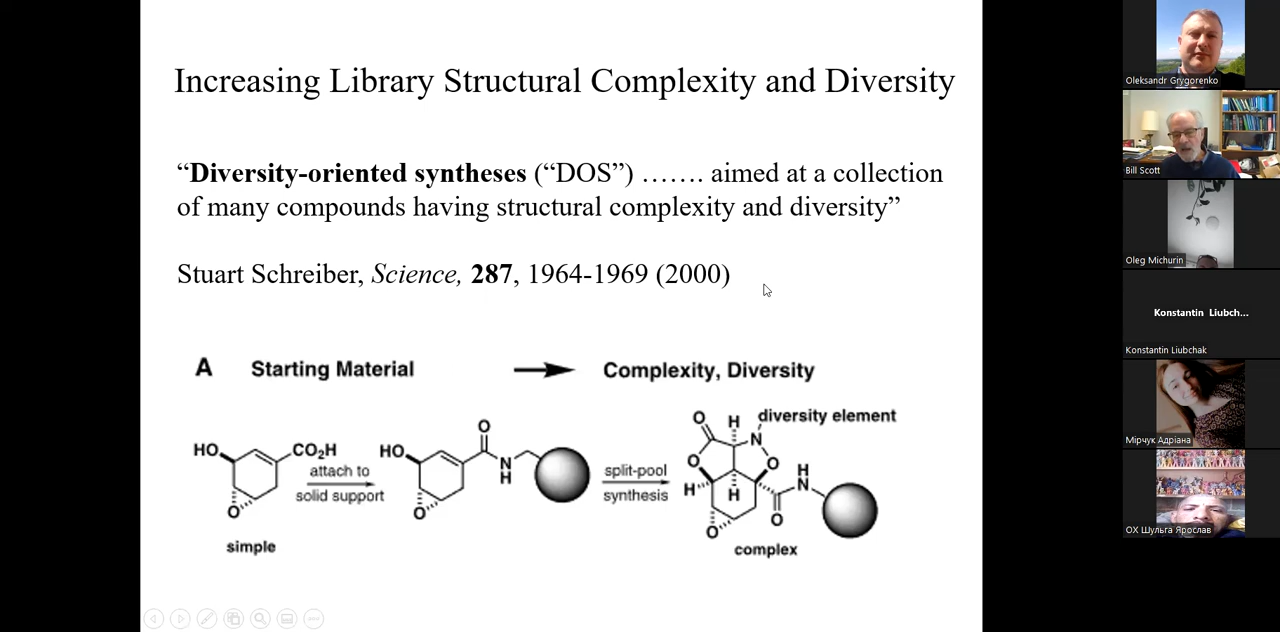 Increasing Library Structural Complexity and Diversity
“Diversity-oriented syntheses (“DOS”) ……. aimed at a collection
of many compounds having structural complexity and diversity”
Stuart Schreiber, Science, 287, 1964-1969 (2000)
A Starting Material Complexity, Diversity
HO CO2H
attach to
solid support
O
simple
HO O
N
H
O
split-pool
synthesis
O H diversity element
N
O O
H H
H
N
O
O
complex
Oleksandr Grygorenko
Bill Scott
Oleg Michurin
Konstantin Liubch...
Konstantin Liubchak
Мірчук Адріана
ОХ Шульга Ярослав